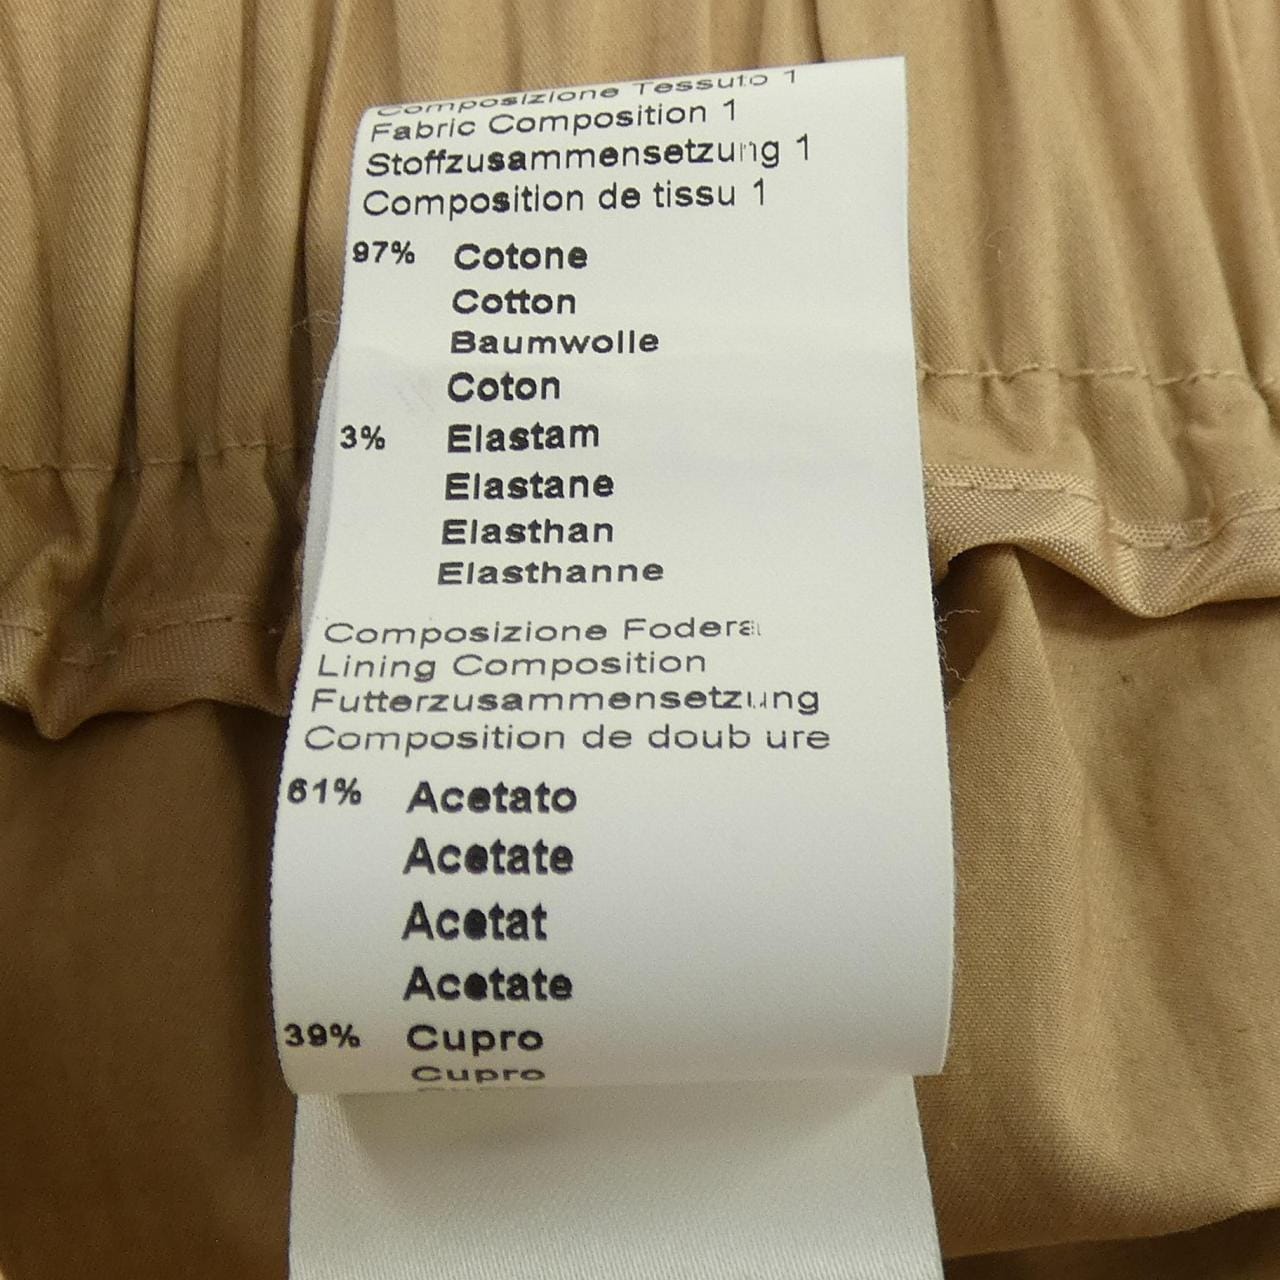 Composizione Tessuto 1
Fabric Composition 1
Stoffzusammensetzung 1
Composition de tissu 1
97% Cotone
Cotton
Baumwolle
Coton
3% Elastam
Elastane
Elasthan
Elasthanne
Composizione Fodera
Lining Composition
Futterzusammensetzung
Composition de doub ure
61% Acetato
Acetate
Acetat
Acetate
39% Cupro
Cupro